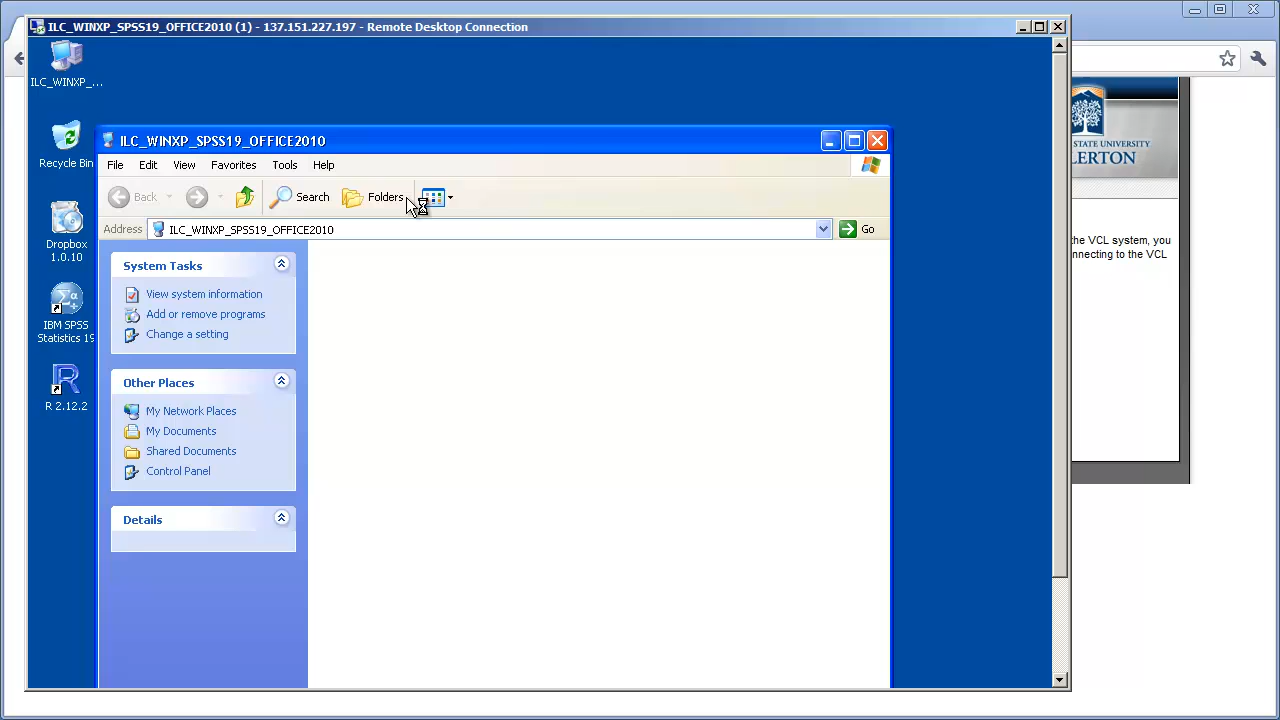 ILC_WINXP_SPSS19_OFFICE2010 (1) - 137.151.227.197 - Remote Desktop Connection
ILC_WINXP_...
Recycle Bin
Dropbox
1.0.10
IBM SPSS
Statistics 19
R 2.12.2
ILC_WINXP_SPSS19_OFFICE2010
File Edit View Favorites Tools Help
Back Search Folders
Address ILC_WINXP_SPSS19_OFFICE2010 Go
System Tasks
View system information
Add or remove programs
Change a setting
Other Places
My Network Places
My Documents
Shared Documents
Control Panel
Details
STATE UNIVERSITY
LERTON
the VCL system, you
nnecting to the VCL